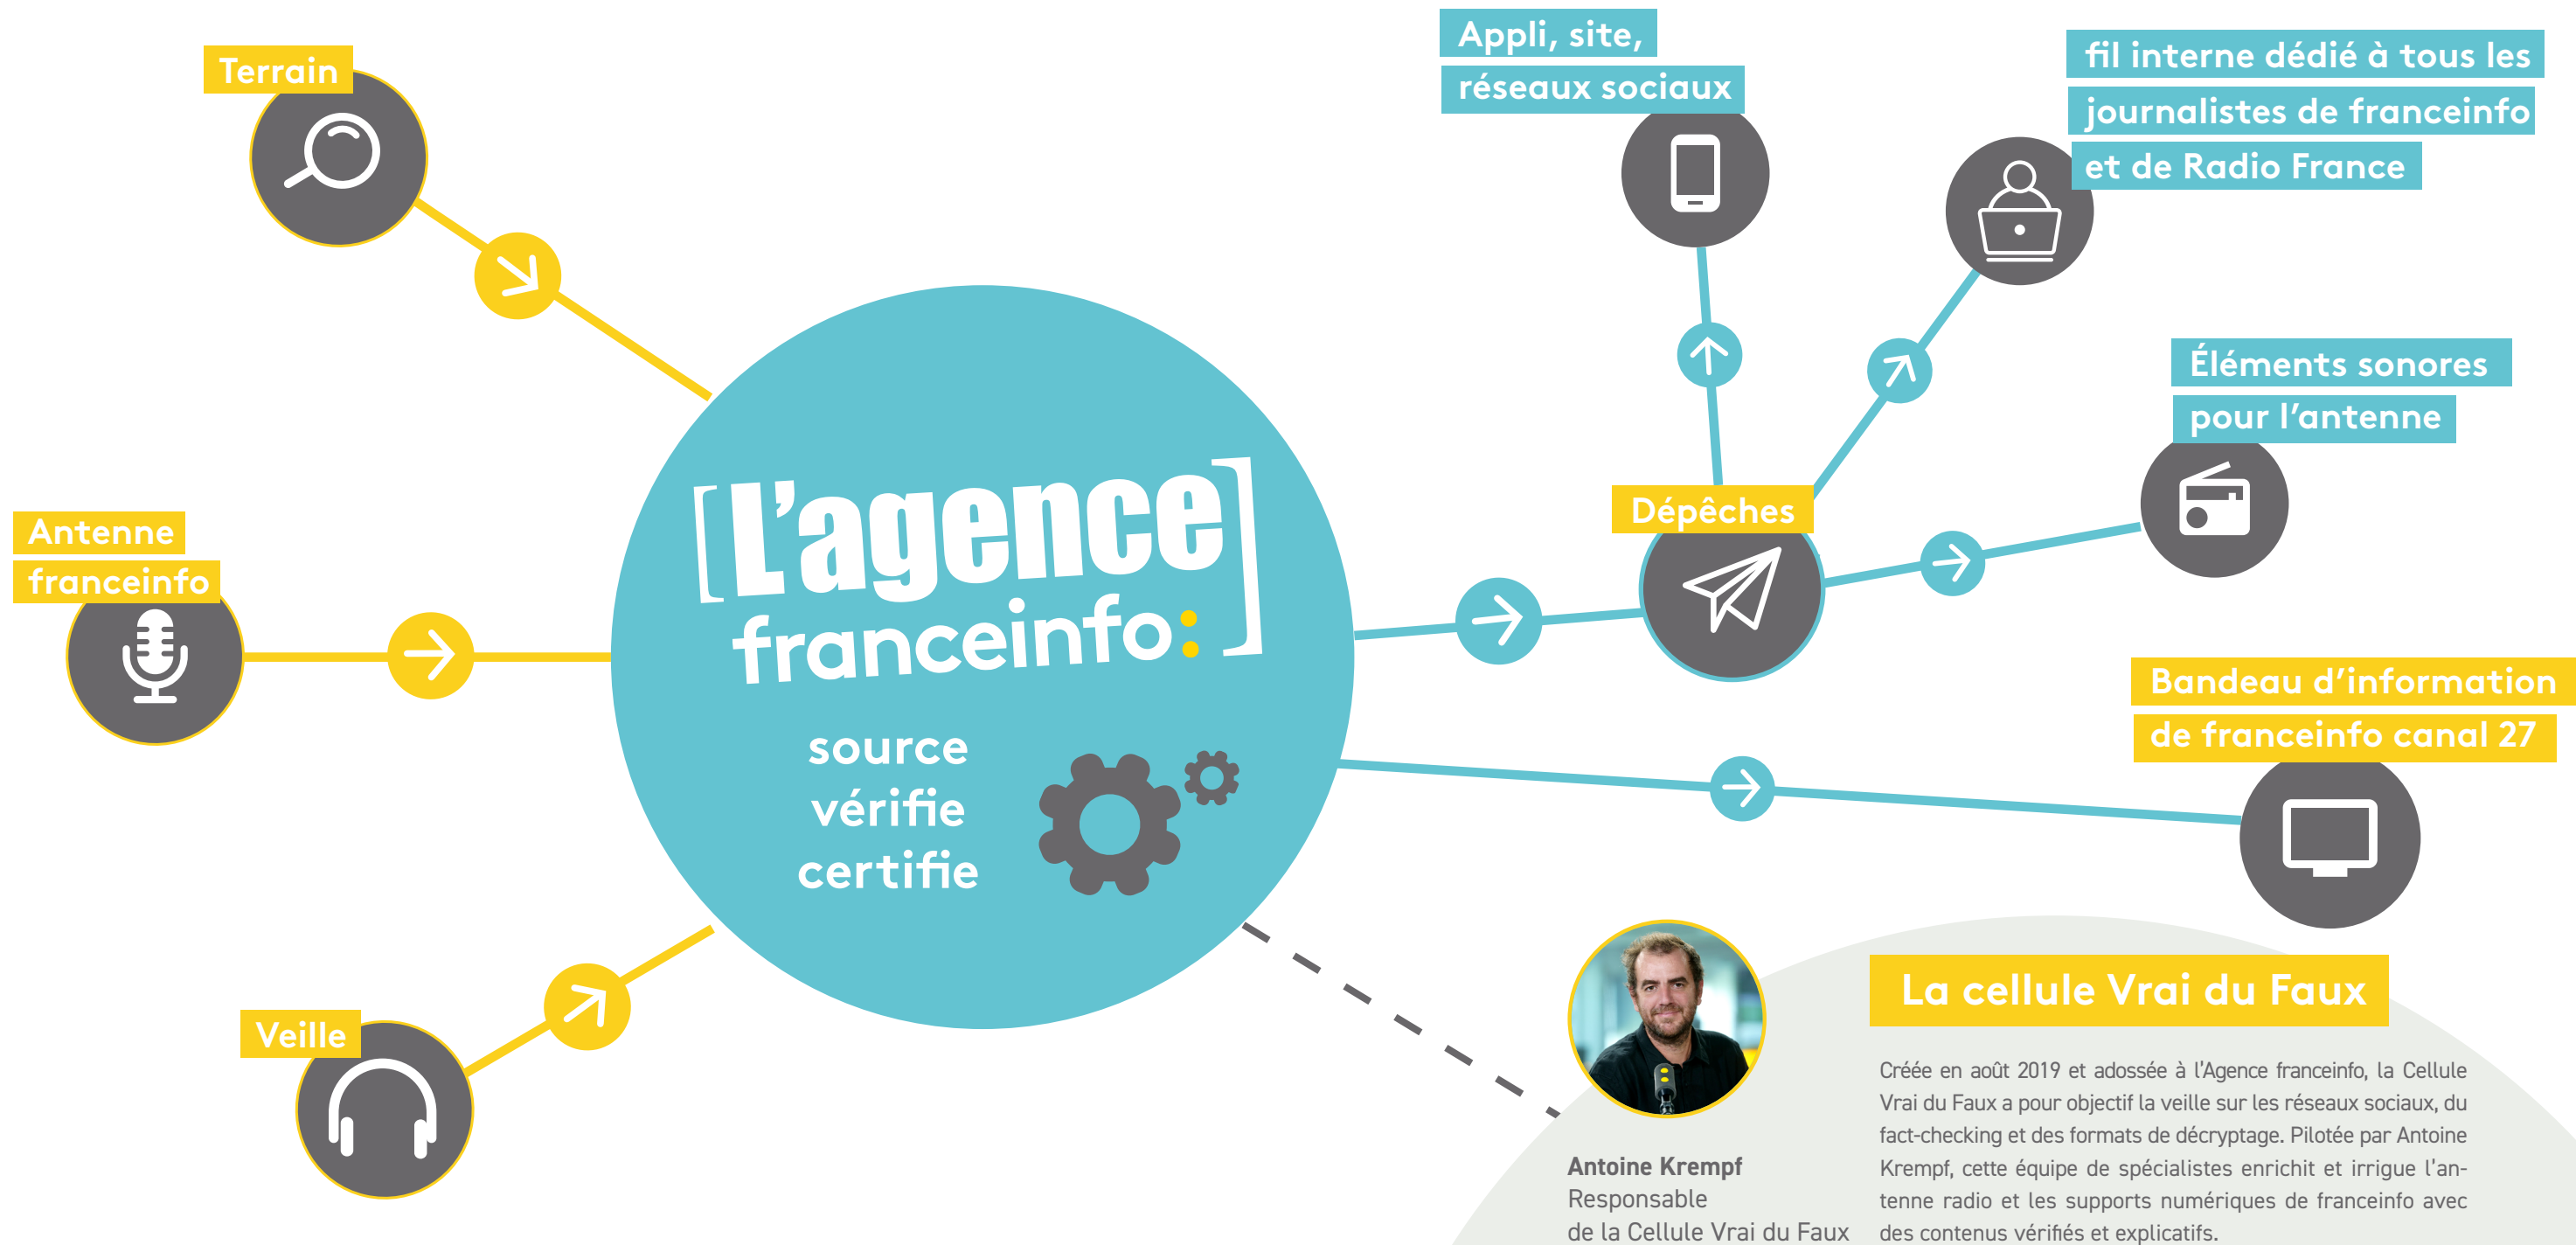 Terrain
Antenne
franceinfo
Veille
[L'agence]
franceinfo:
source
vérifie
certifie
Appli, site,
réseaux sociaux
fil interne dédié à tous les
journalistes de franceinfo
et de Radio France
Éléments sonores
pour l'antenne
Dépêches
Bandeau d'information
de franceinfo canal 27
La cellule Vrai du Faux
Antoine Krempf
Responsable
de la Cellule Vrai du Faux
Créée en août 2019 et adossée à l'Agence franceinfo, la Cellule
Vrai du Faux a pour objectif la veille sur les réseaux sociaux, du
fact-checking et des formats de décryptage. Pilotée par Antoine
Krempf, cette équipe de spécialistes enrichit et irrigue l'an-
tenne radio et les supports numériques de franceinfo avec
des contenus vérifiés et explicatifs.